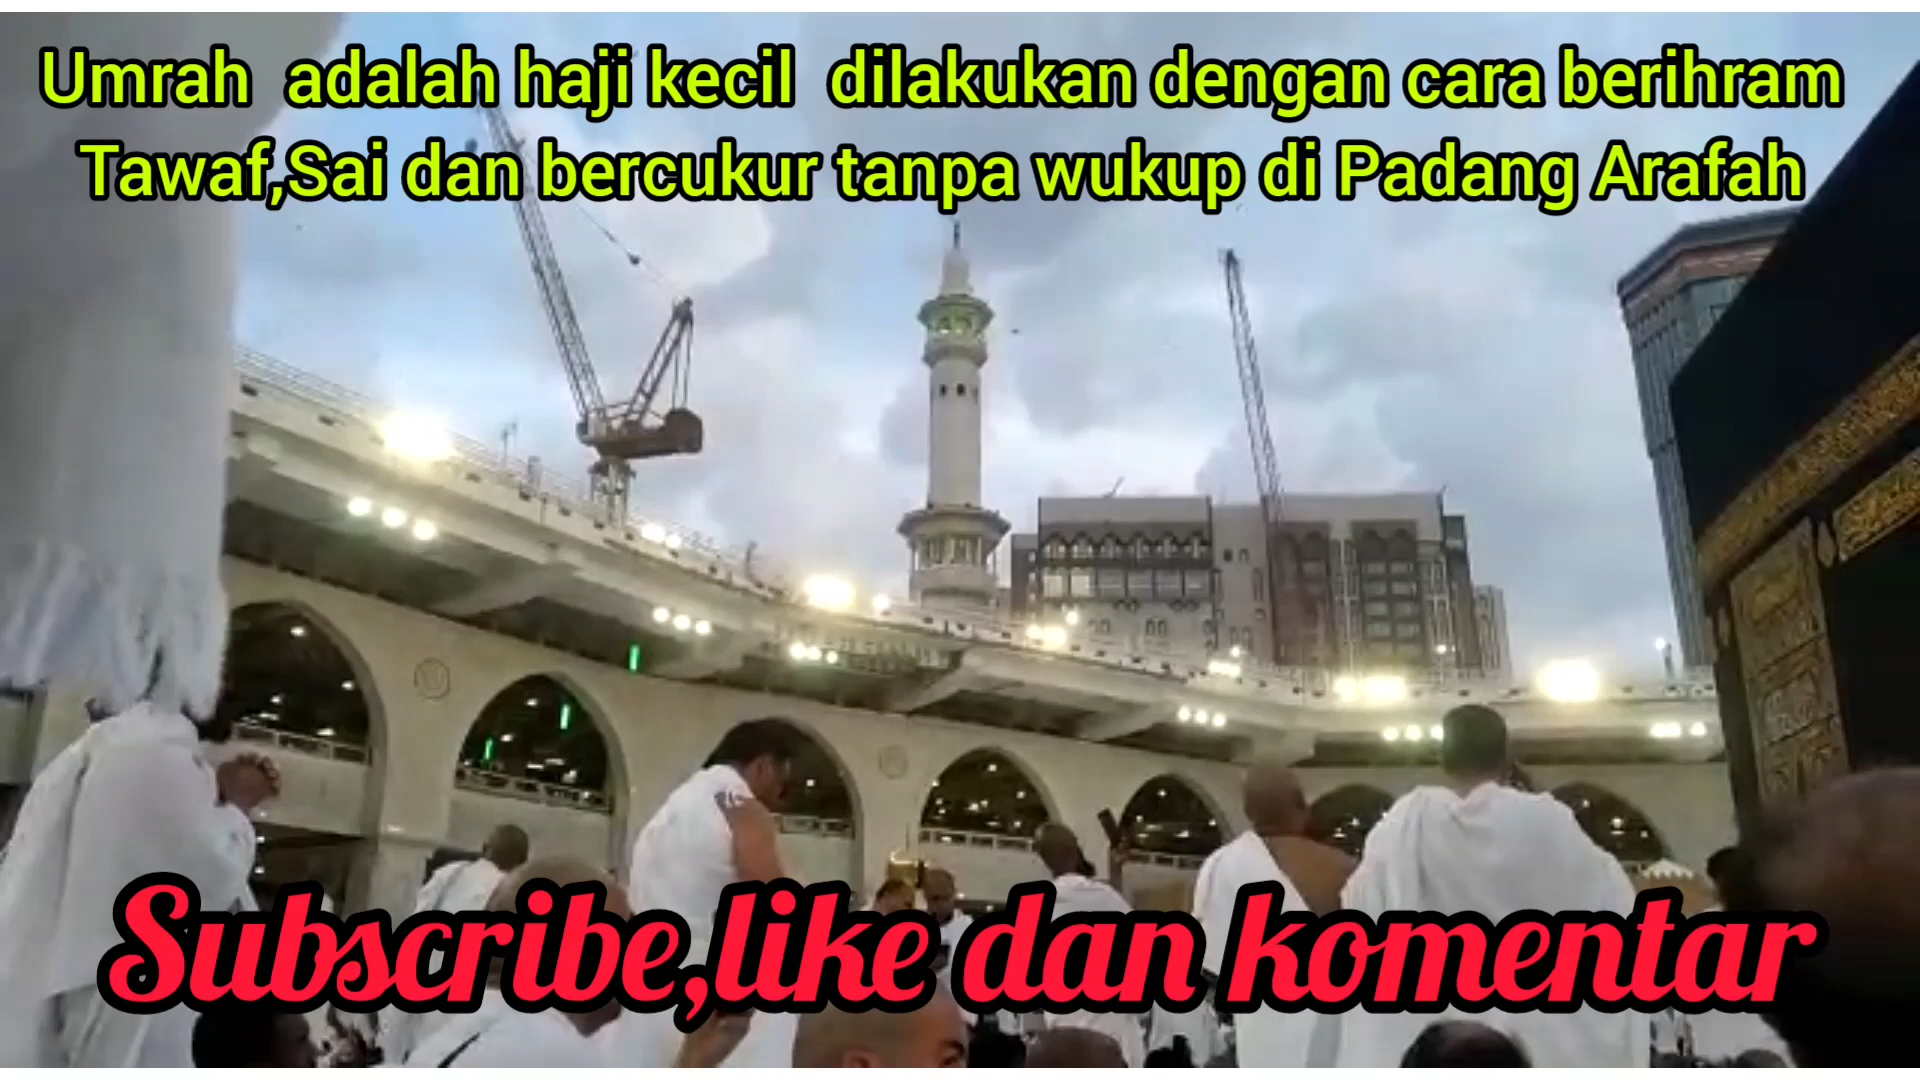 Umrah adalah haji kecil dilakukan dengan cara berihram
Tawaf,Sai dan bercukur tanpa wukup di Padang Arafah
Subscribe,like dan komentar